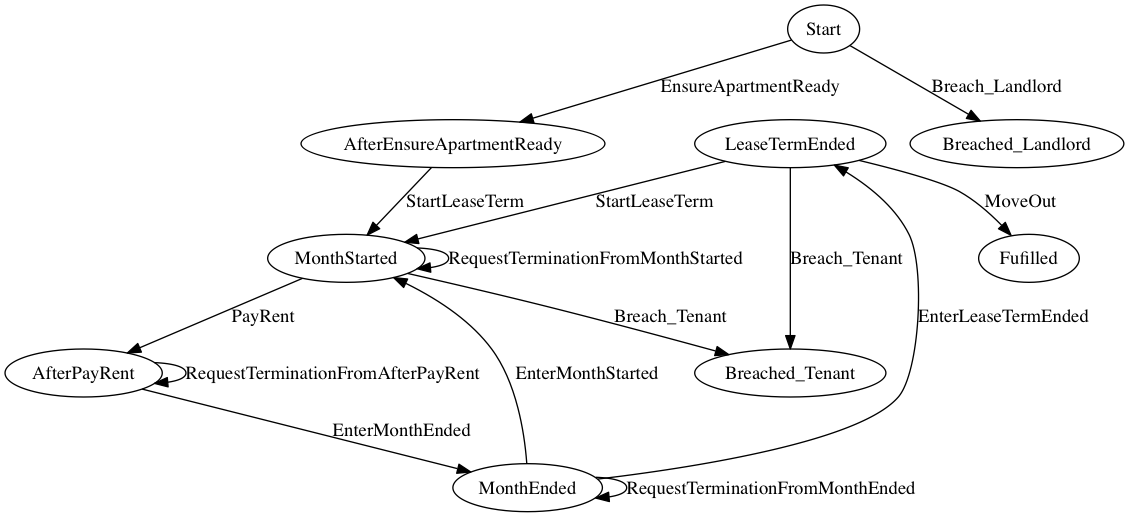 Start
EnsureApartmentReady
Breach_Landlord
AfterEnsureApartmentReady
LeaseTermEnded
Breached_Landlord
StartLeaseTerm
StartLeaseTerm
MoveOut
MonthStarted
RequestTerminationFromMonthStarted
Breach_Tenant
Fufilled
PayRent
Breach_Tenant
EnterLeaseTermEnded
AfterPayRent
RequestTerminationFromAfterPayRent
EnterMonthStarted
Breached_Tenant
EnterMonthEnded
MonthEnded
RequestTerminationFromMonthEnded